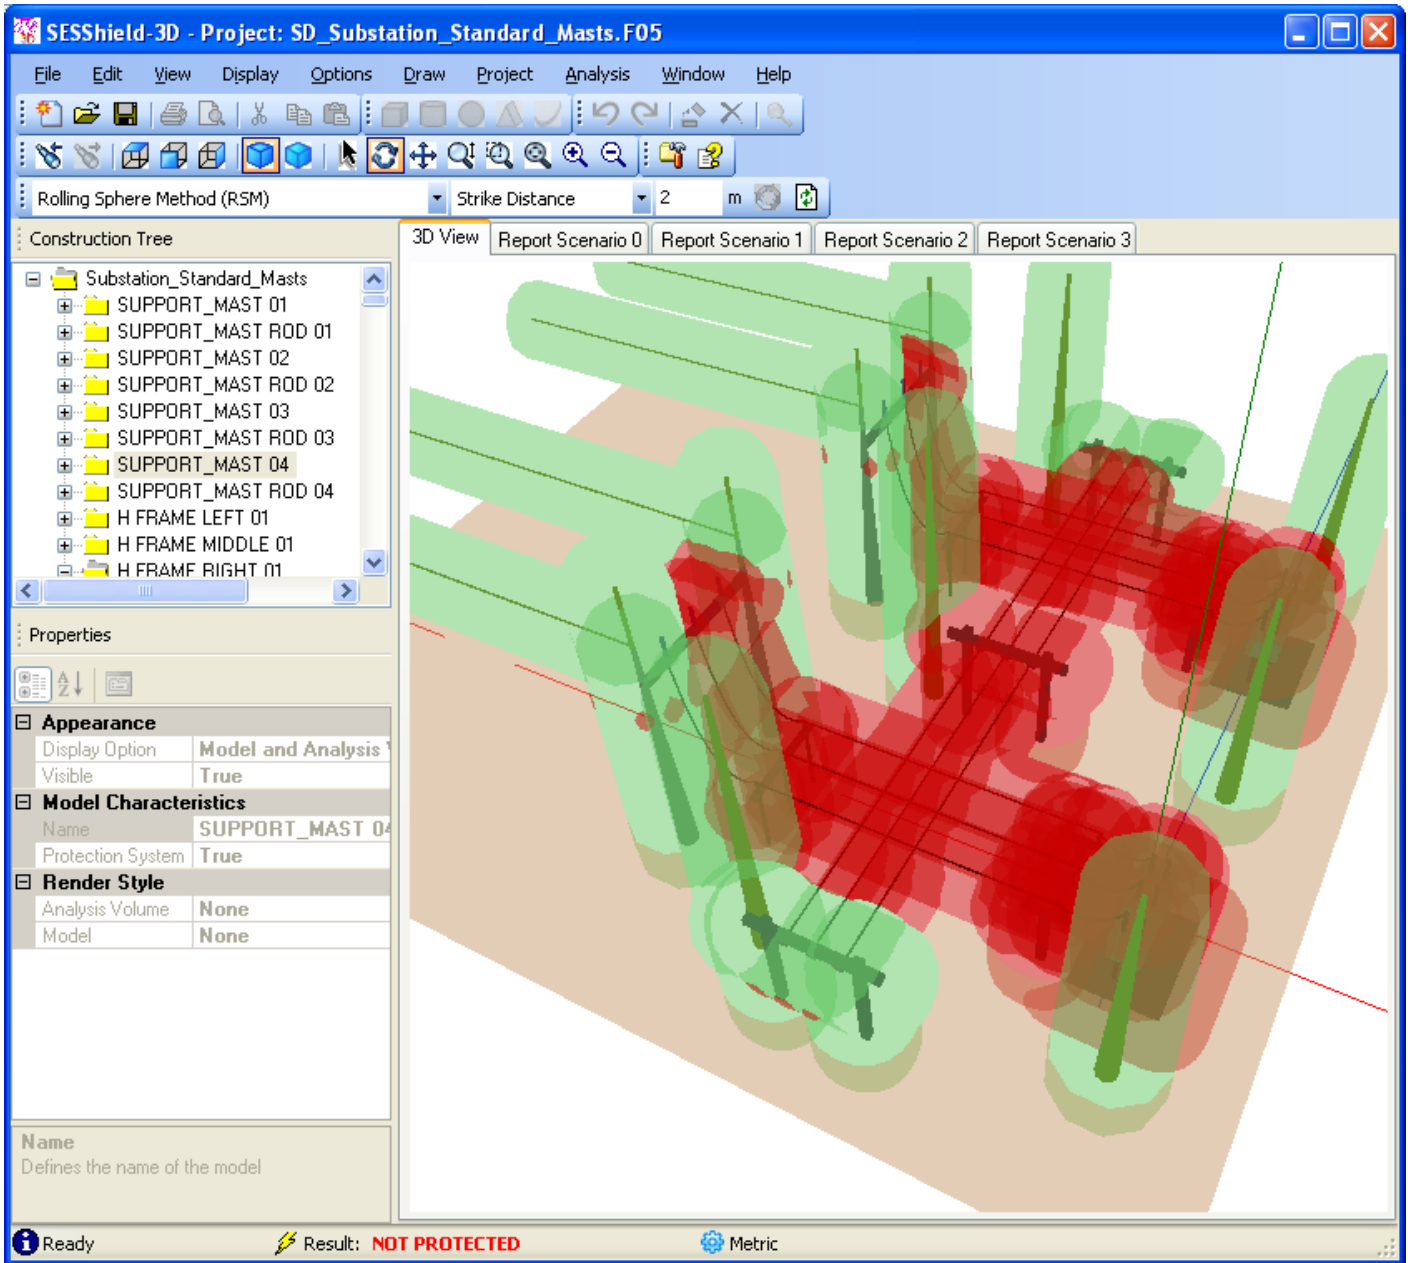 SESShield-3D - Project: SD_Substation_Standard_Masts.F05
File Edit View Display Options Draw Project Analysis Window Help
Rolling Sphere Method (RSM) Strike Distance 2 m
Construction Tree
3D View Report Scenario 0 Report Scenario 1 Report Scenario 2 Report Scenario 3
Substation_Standard_Masts
SUPPORT_MAST 01
SUPPORT_MAST ROD 01
SUPPORT_MAST 02
SUPPORT_MAST ROD 02
SUPPORT_MAST 03
SUPPORT_MAST ROD 03
SUPPORT_MAST 04
SUPPORT_MAST ROD 04
H FRAME LEFT 01
H FRAME MIDDLE 01
H FRAME RIGHT 01
Properties
Appearance
Display Option Model and Analysis
Visible True
Model Characteristics
Name SUPPORT_MAST 04
Protection System True
Render Style
Analysis Volume None
Model None
Name
Defines the name of the model
Ready Result: NOT PROTECTED Metric